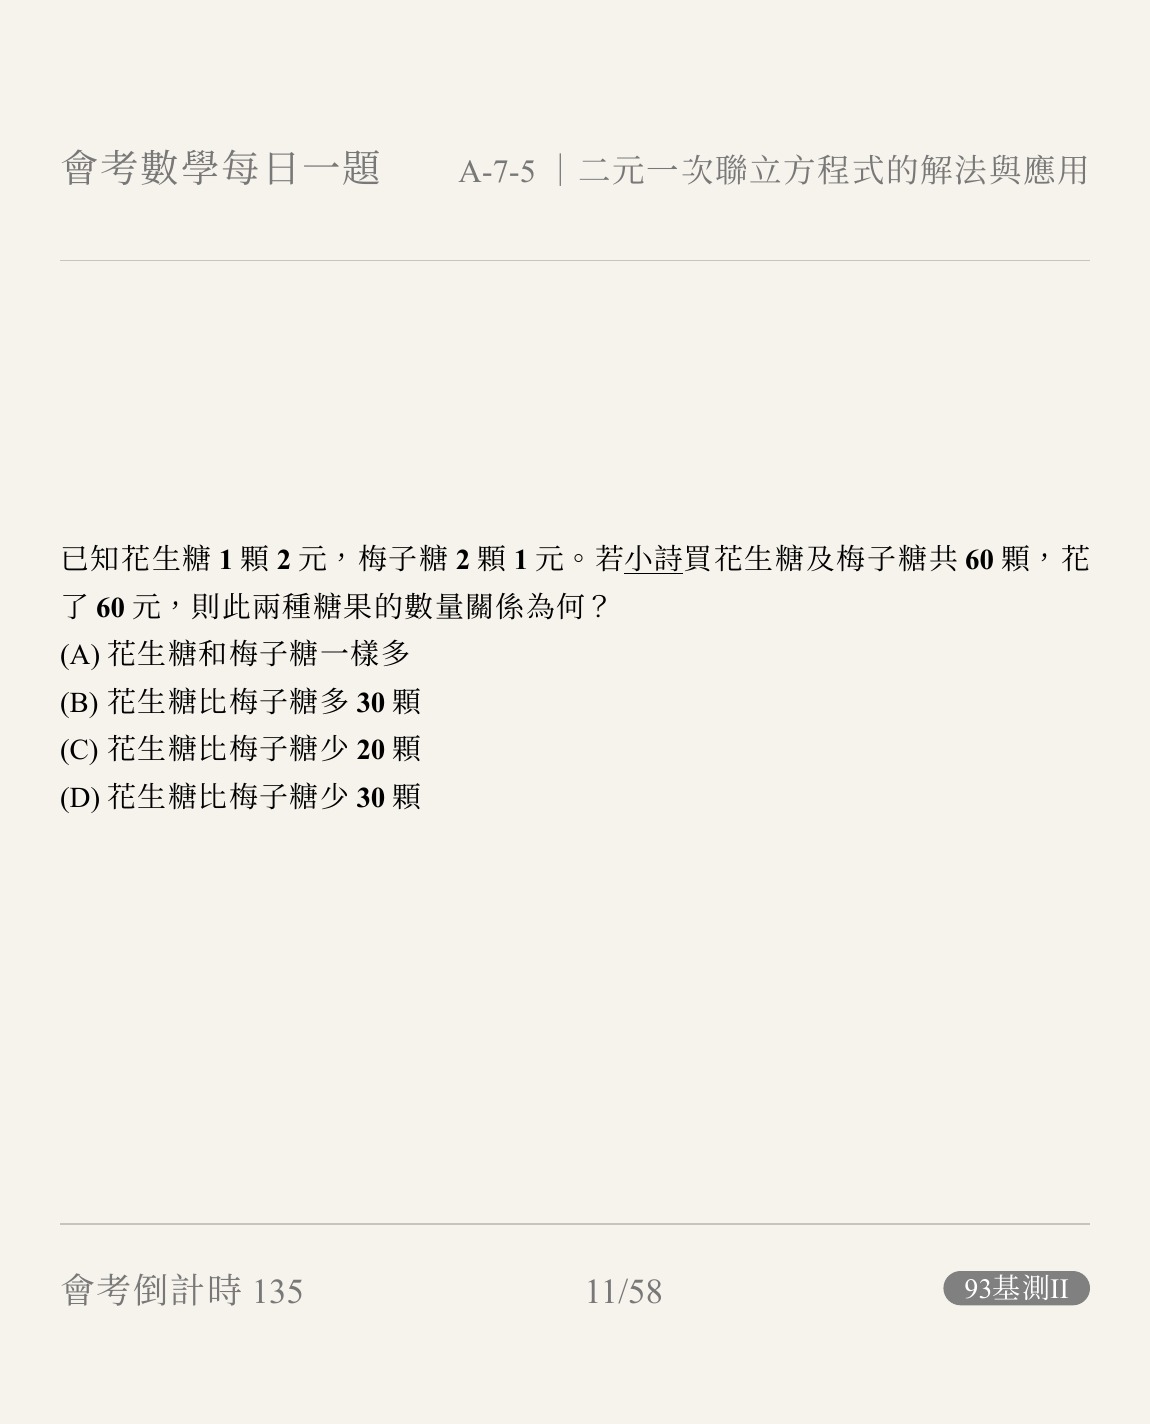 會考數學每日一題
A-7-5｜二元一次聯立方程式的解法與應用
已知花生糖 1 顆 2 元，梅子糖 2 顆 1 元。若小詩買花生糖及梅子糖共 60 顆，花
了 60 元，則此兩種糖果的數量關係為何？
(A) 花生糖和梅子糖一樣多
(B) 花生糖比梅子糖多 30 顆
(C) 花生糖比梅子糖少 20 顆
(D) 花生糖比梅子糖少 30 顆
會考倒計時 135
11/58
93基測II